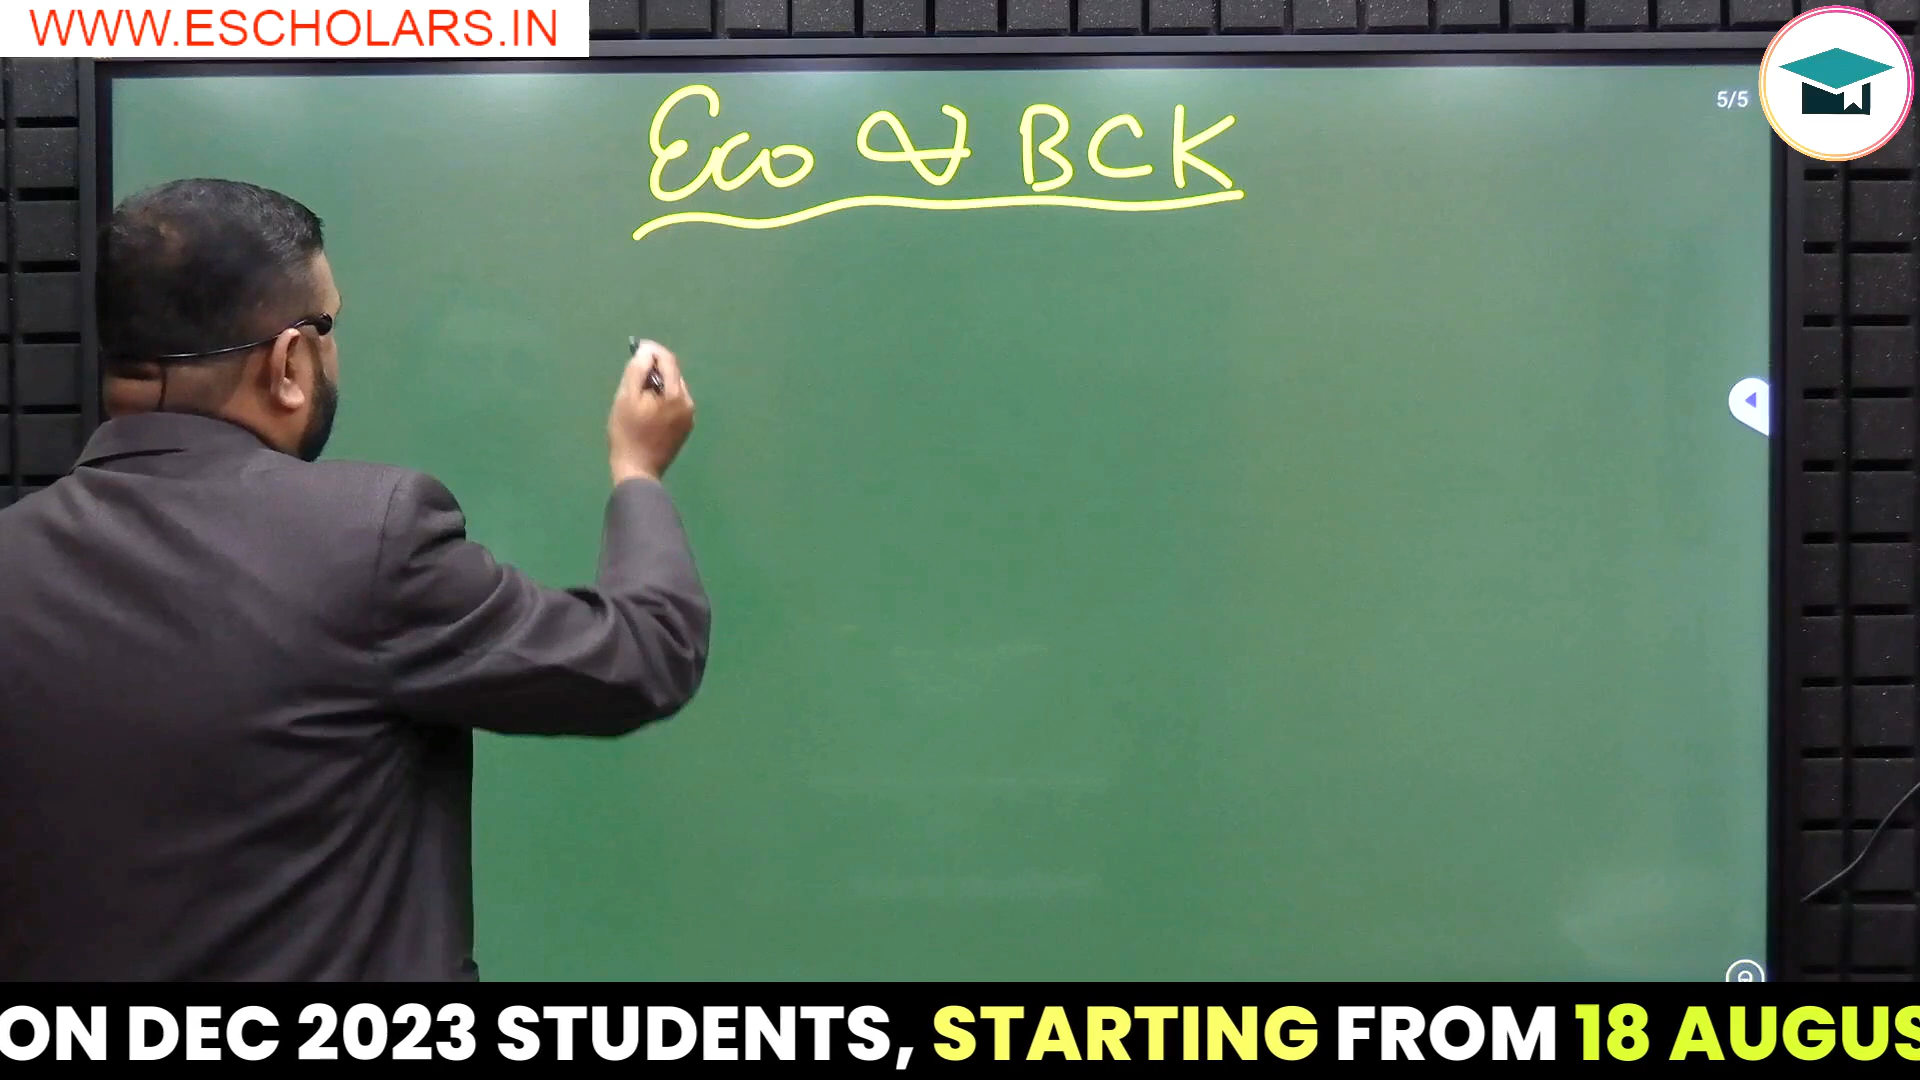 WWW.ESCHOLARS.IN
Eco & BCK
5/5
ON DEC 2023 STUDENTS, STARTING FROM 18 AUGUS